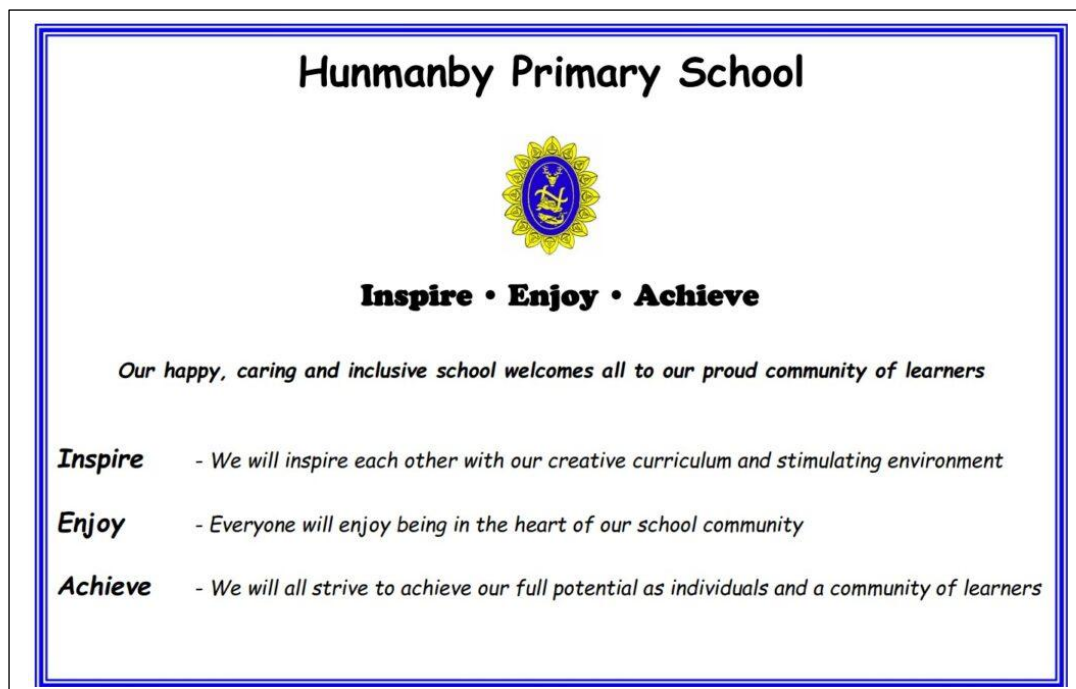 Hunmanby Primary School
Inspire • Enjoy • Achieve
Our happy, caring and inclusive school welcomes all to our proud community of learners
Inspire - We will inspire each other with our creative curriculum and stimulating environment
Enjoy - Everyone will enjoy being in the heart of our school community
Achieve - We will all strive to achieve our full potential as individuals and a community of learners